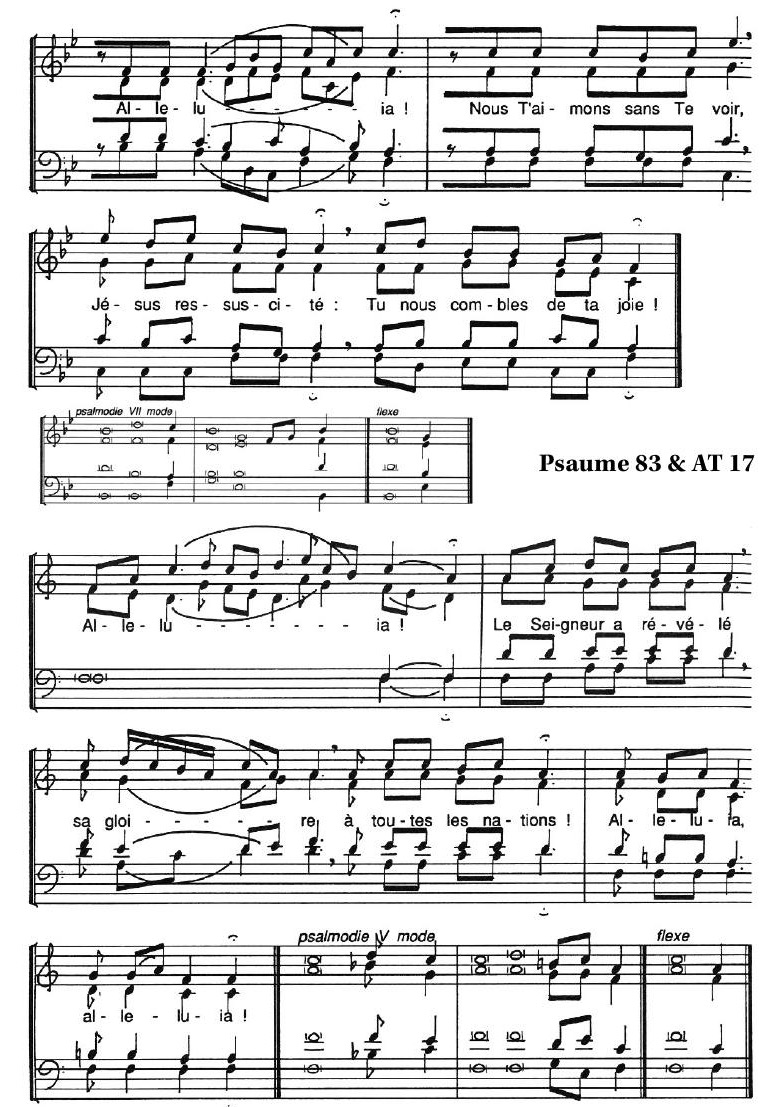 Al- le- lu - - - - - ia ! Nous T'ai- mons sans Te voir,
Jé- sus res- sus- ci- té : Tu nous com- bles de ta joie !
psalmodie VII mode flexe
Psaume 83 & AT 17
Al- le- lu - - - - - ia ! Le Sei- gneur a ré- vé- lé
sa gloi - - - - - re à tou- tes les na- tions ! Al- le- lu- ia,
al- le- lu- ia !
psalmodie V mode flexe